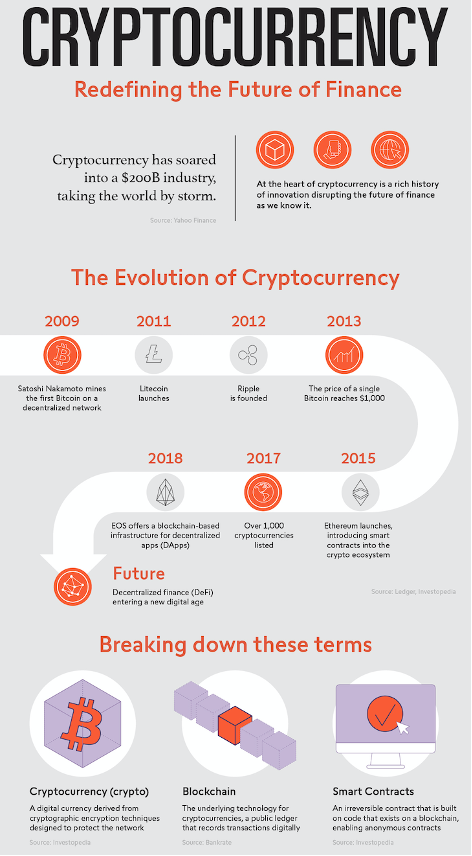 CRYPTOCURRENCY
Redefining the Future of Finance
Cryptocurrency has soared
into a $200B industry,
taking the world by storm.
Source: Yahoo Finance
At the heart of cryptocurrency is a rich history
of innovation disrupting the future of finance
as we know it.
The Evolution of Cryptocurrency
2009
Satoshi Nakamoto mines
the first Bitcoin on a
decentralized network
2011
Litecoin
launches
2012
Ripple
is founded
2013
The price of a single
Bitcoin reaches $1,000
2015
Ethereum launches,
introducing smart
contracts into the
crypto ecosystem
2017
Over 1,000
cryptocurrencies
listed
2018
EOS offers a blockchain-based
infrastructure for decentralized
apps (DApps)
Future
Decentralized finance (DeFi)
entering a new digital age
Source: Ledger, Investopedia
Breaking down these terms
Cryptocurrency (crypto)
A digital currency derived from
cryptographic encryption techniques
designed to protect the network
Source: Investopedia
Blockchain
The underlying technology for
cryptocurrencies, a public ledger
that records transactions digitally
Source: Bankrate
Smart Contracts
An irreversible contract that is built
on code that exists on a blockchain,
enabling anonymous contracts
Source: Investopedia